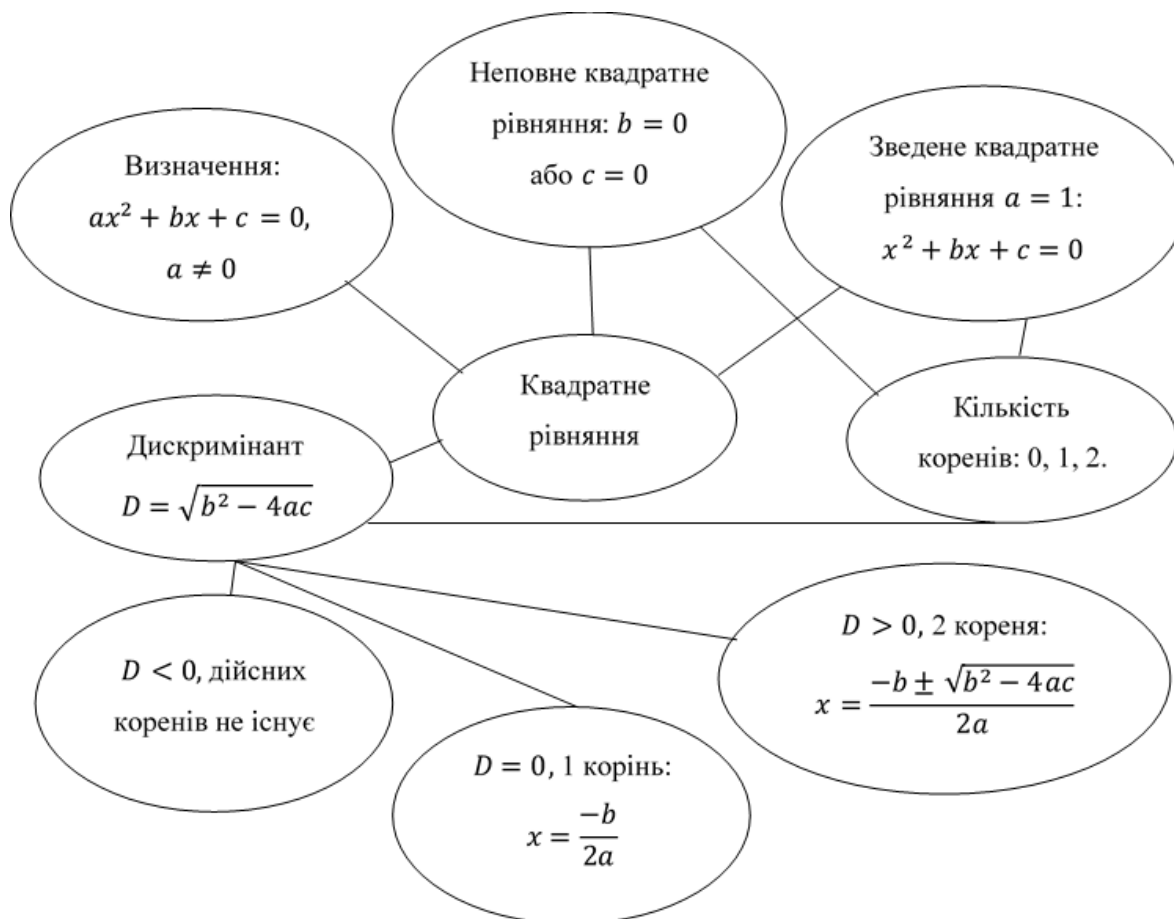 Неповне квадратне
рівняння: b = 0
або c = 0
Визначення:
ax² + bx + c = 0,
a ≠ 0
Зведене квадратне
рівняння a = 1:
x² + bx + c = 0
Квадратне
рівняння
Кількість
коренів: 0, 1, 2.
Дискримінант
D = √(b² − 4ac)
D < 0, дійсних
коренів не існує
D = 0, 1 корінь:
x = −b / 2a
D > 0, 2 кореня:
x = (−b ± √(b² − 4ac)) / 2a